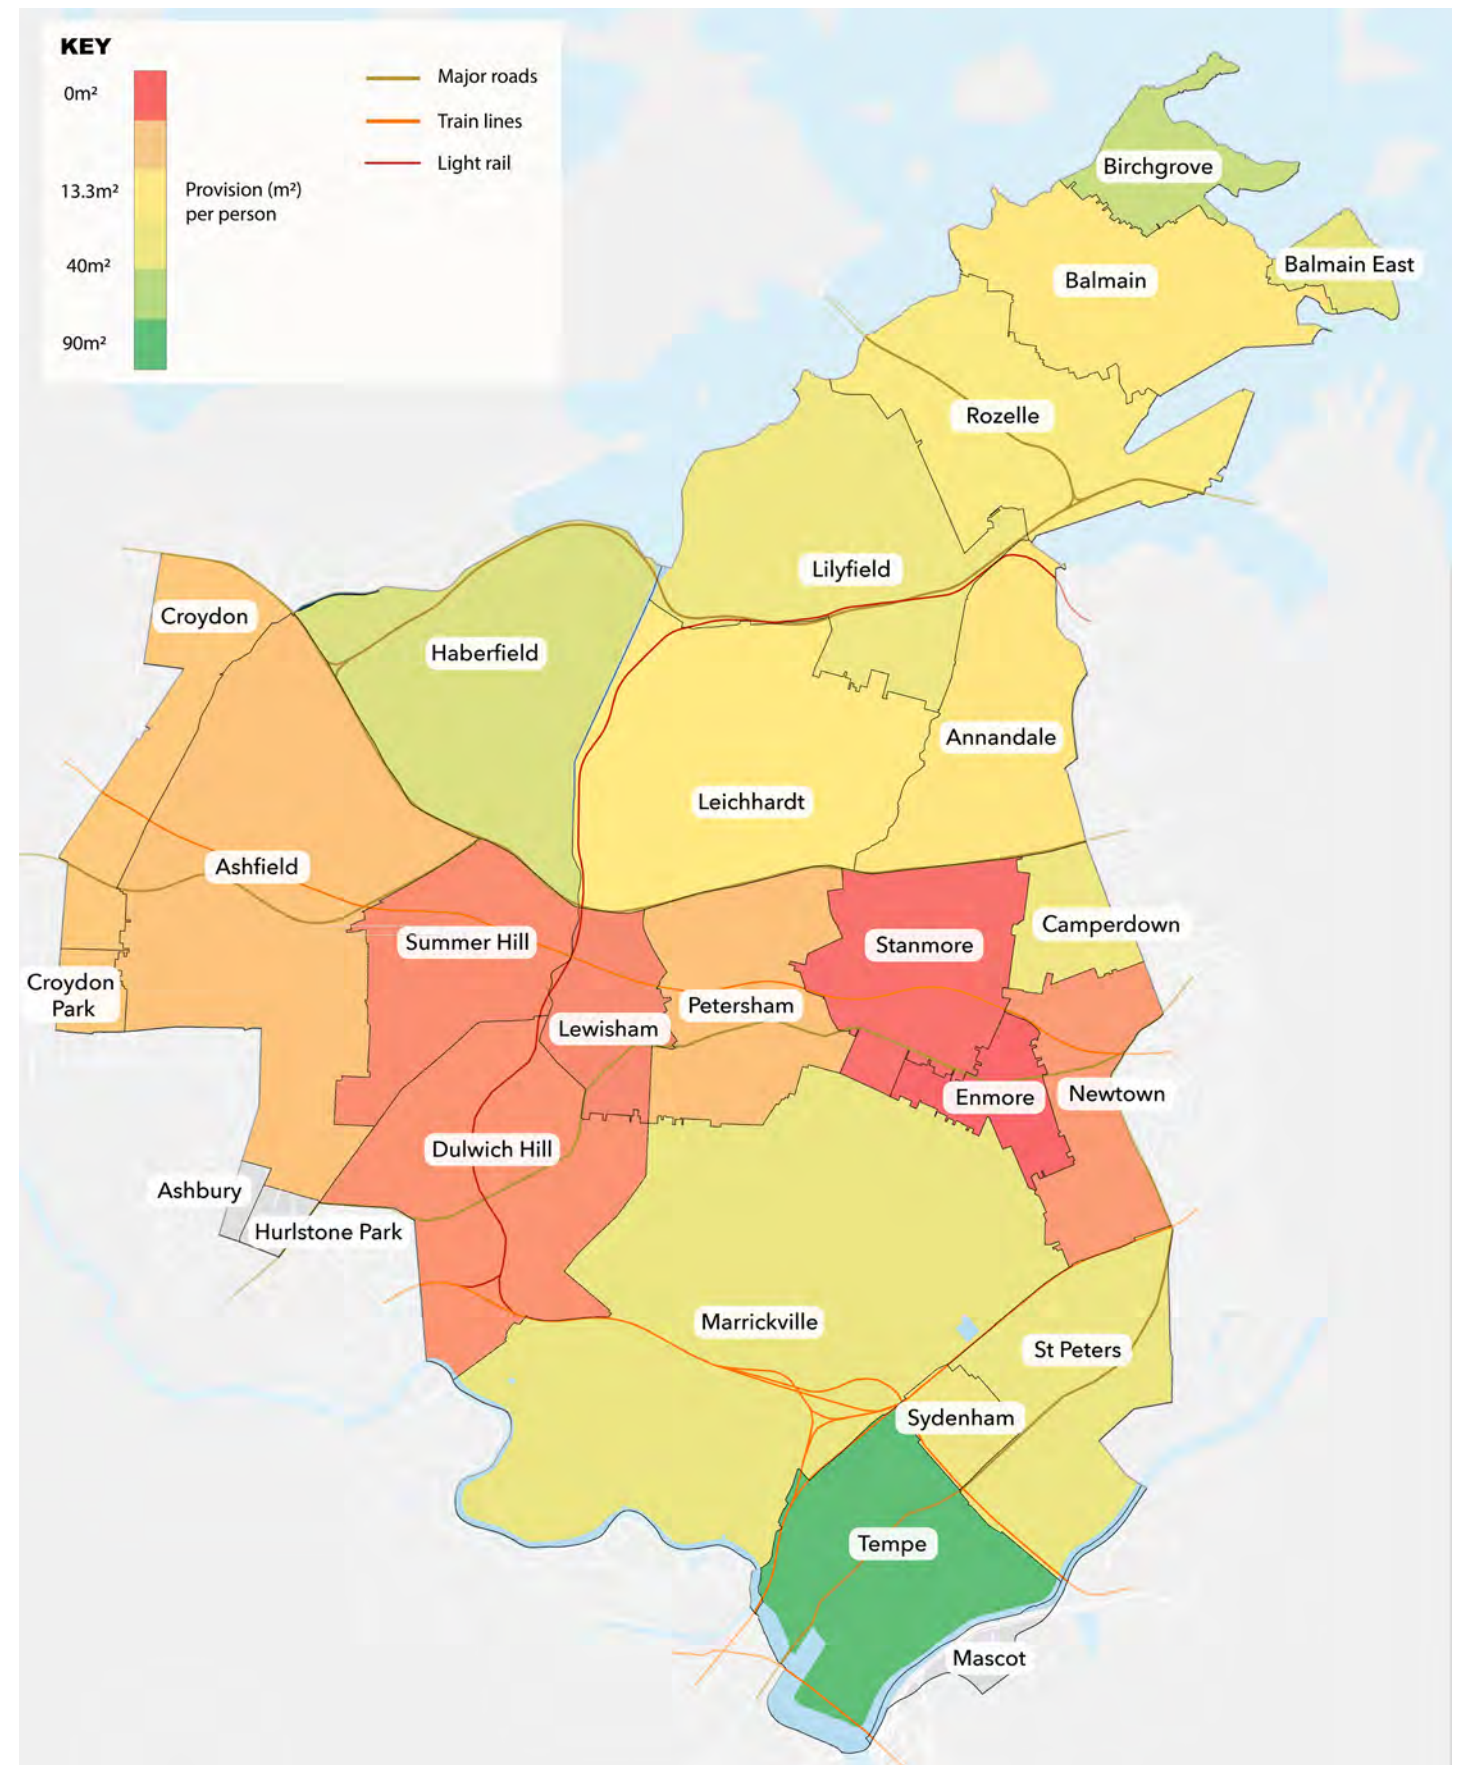 KEY
0m²
13.3m²
40m²
90m²
Provision (m²)
per person
Major roads
Train lines
Light rail
Birchgrove
Balmain East
Balmain
Rozelle
Lilyfield
Croydon
Haberfield
Annandale
Leichhardt
Ashfield
Camperdown
Summer Hill
Stanmore
Croydon
Park
Petersham
Lewisham
Enmore
Newtown
Dulwich Hill
Ashbury
Hurlstone Park
Marrickville
St Peters
Sydenham
Tempe
Mascot